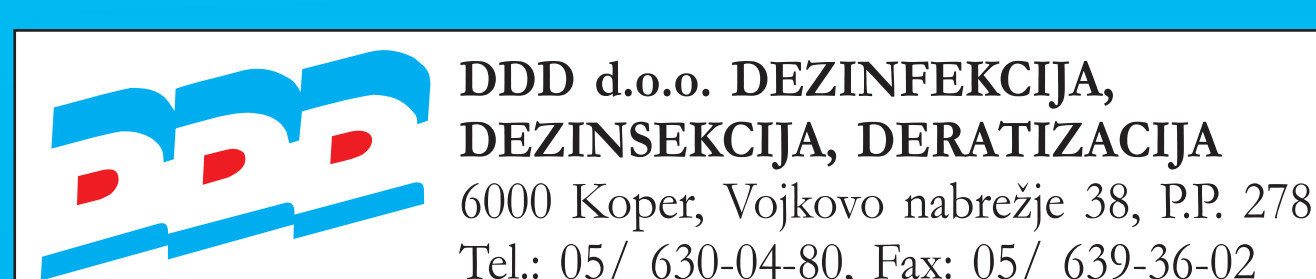 DDD
DDD d.o.o. DEZINFEKCIJA,
DEZINSEKCIJA, DERATIZACIJA
6000 Koper, Vojkovo nabrežje 38, P.P. 278
Tel.: 05/ 630-04-80, Fax: 05/ 639-36-02